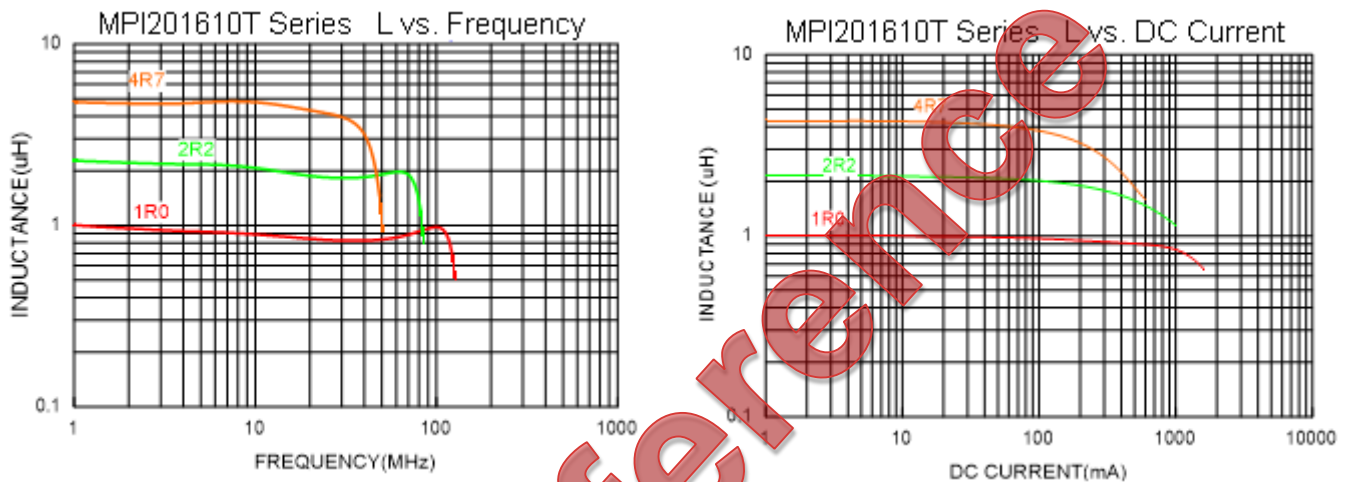 MPI201610T Series L vs. Frequency
10
4R7
2R2
1R0
1
0.1
1
10
100
1000
INDUCTANCE(uH)
FREQUENCY(MHz)
MPI201610T Series L vs. DC Current
10
2R2
1R0
1
0.1
1
10
100
1000
10000
INDUCTANCE (uH)
DC CURRENT(mA)
ference